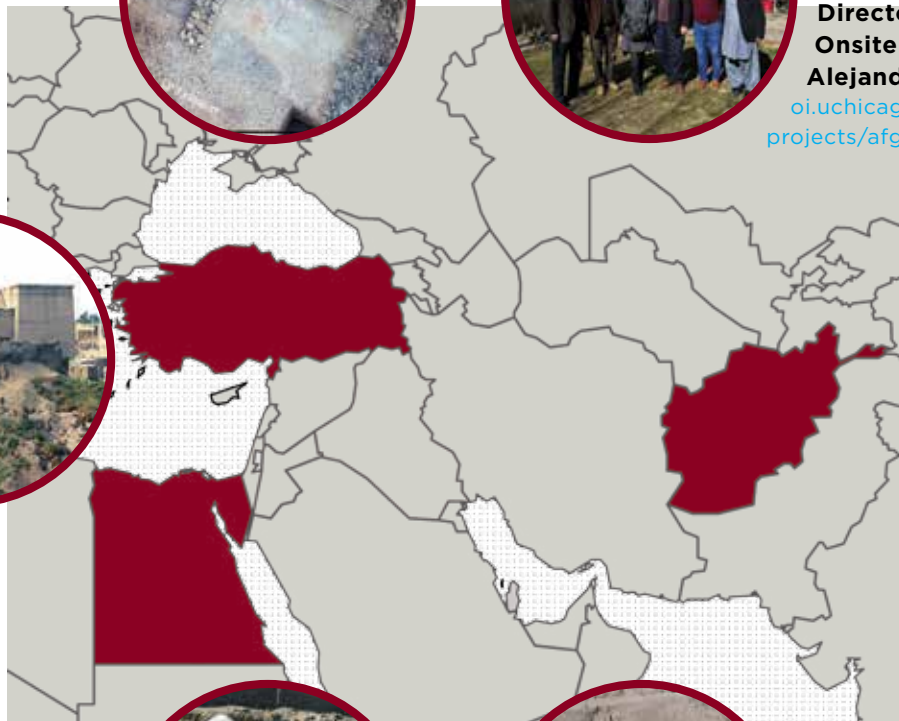 Directo
Onsite
Alejand
oi.uchicag
projects/afg